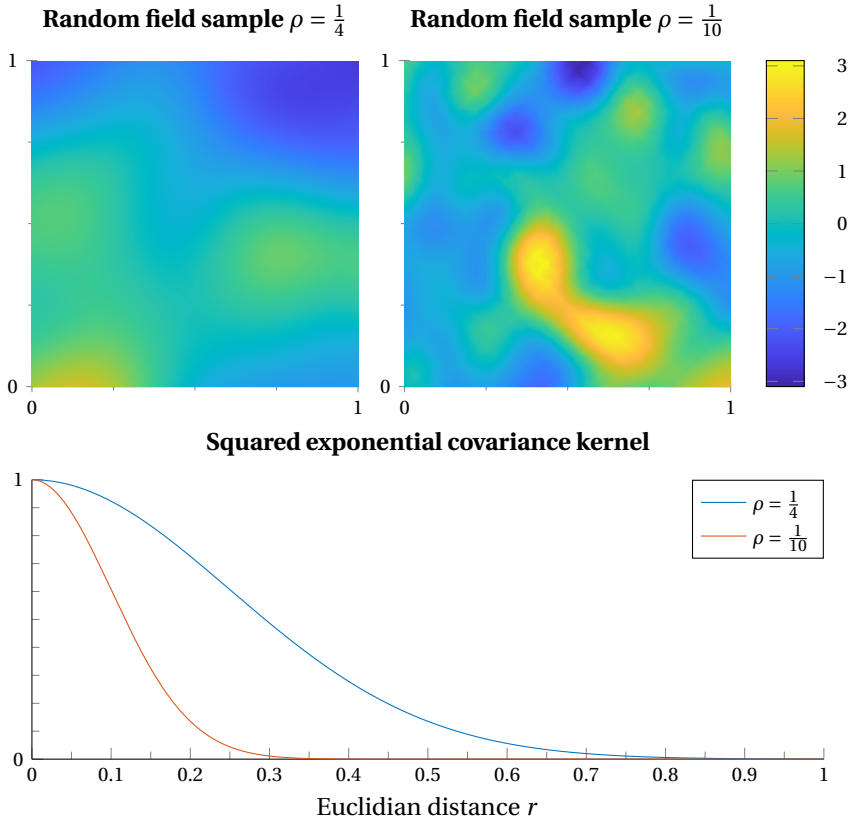 Random field sample ρ = 1/4
Random field sample ρ = 1/10
1
0
0
1
1
0
0
1
3
2
1
0
−1
−2
−3
Squared exponential covariance kernel
1
0
ρ = 1/4
ρ = 1/10
0 0.1 0.2 0.3 0.4 0.5 0.6 0.7 0.8 0.9 1
Euclidian distance r